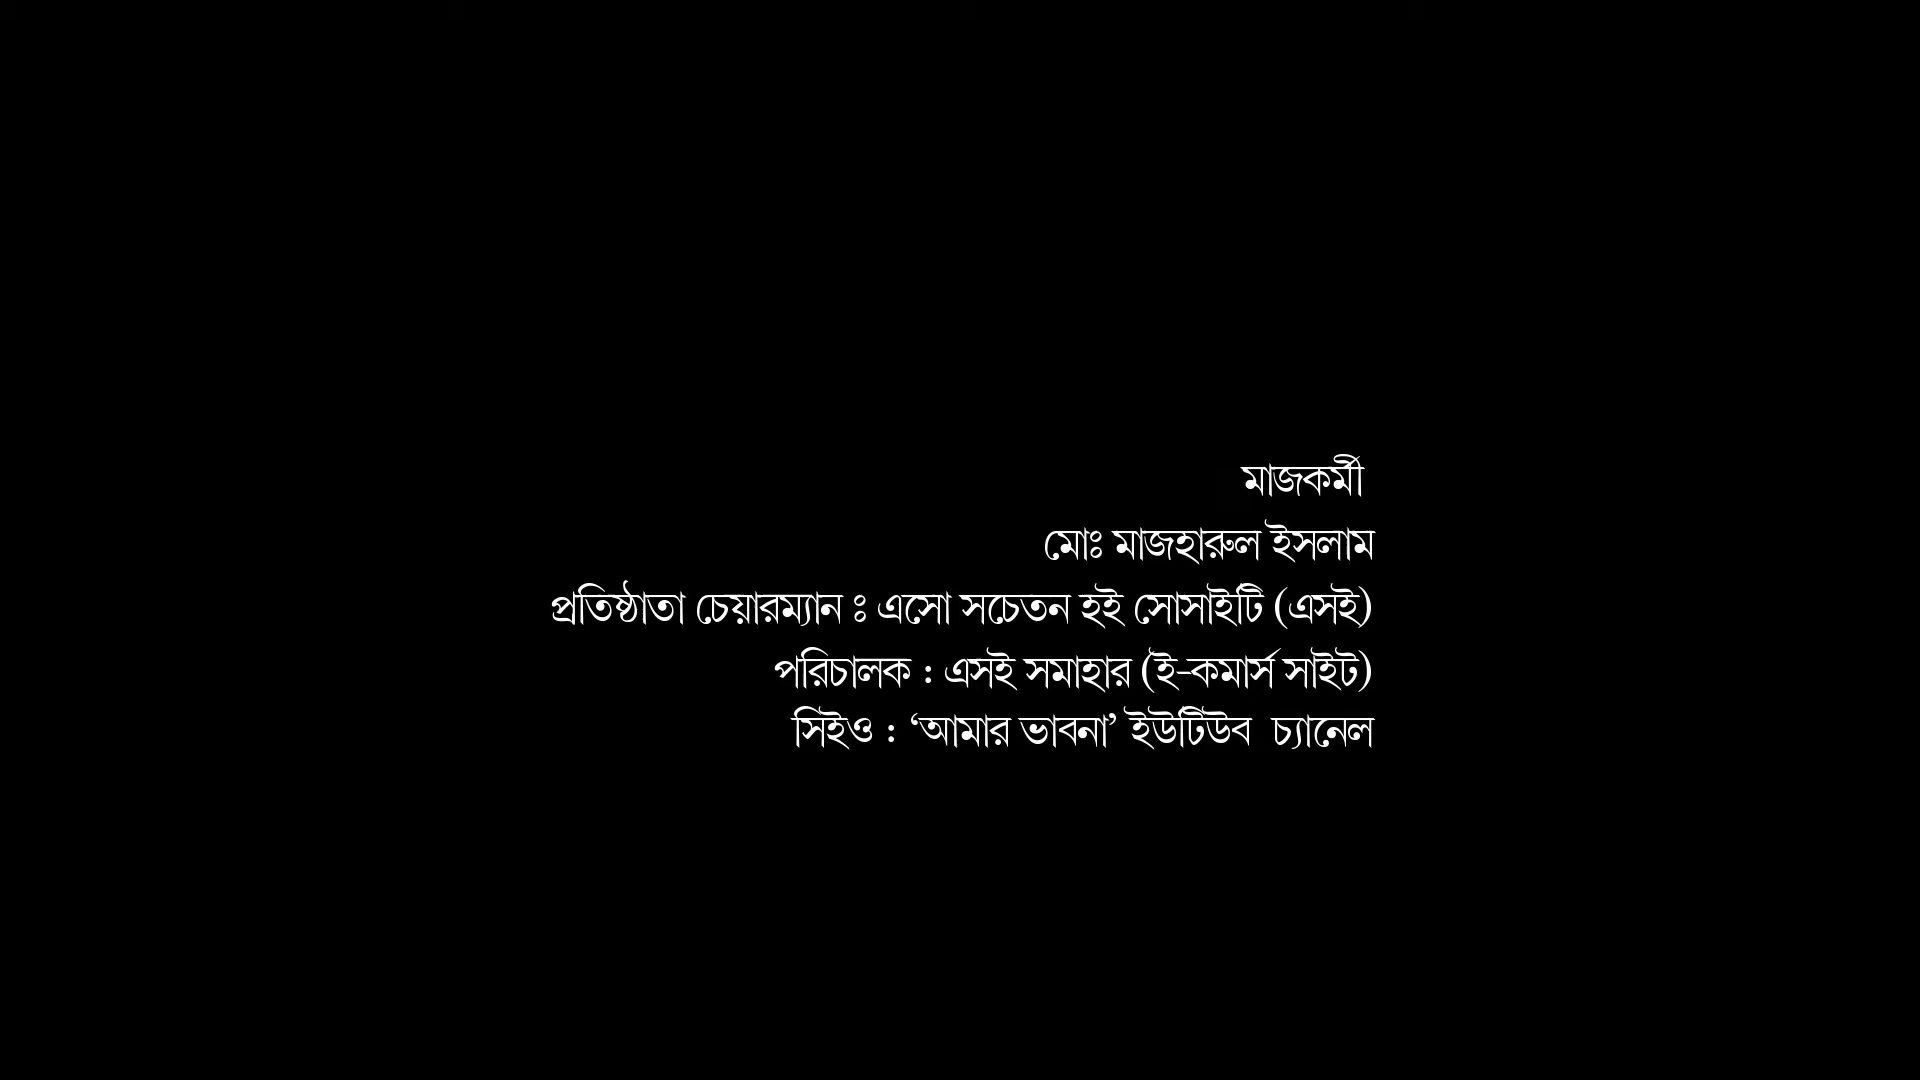 মাজকর্মী
মোঃ মাজহারুল ইসলাম
প্রতিষ্ঠাতা চেয়ারম্যান ঃ এসো সচেতন হই সোসাইটি (এসই)
পরিচালক : এসই সমাহার (ই-কমার্স সাইট)
সিইও : ‘আমার ভাবনা’ ইউটিউব চ্যানেল